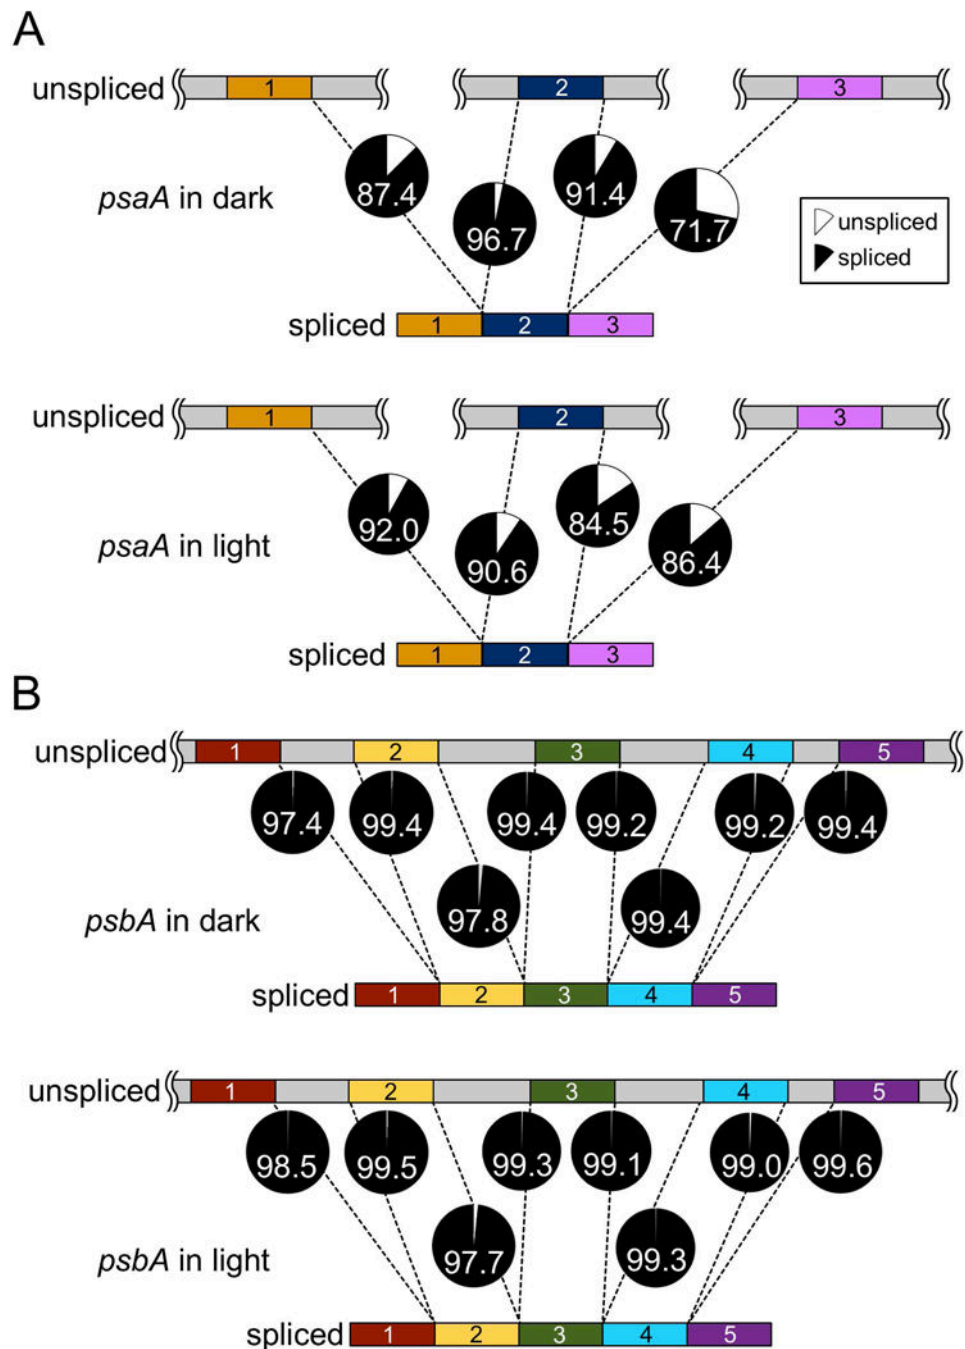 A
unspliced 1 2 3
psaA in dark 87.4 96.7 91.4 71.7
unspliced
spliced
spliced 1 2 3
unspliced 1 2 3
psaA in light 92.0 90.6 84.5 86.4
spliced 1 2 3
B
unspliced 1 2 3 4 5
97.4 99.4 99.4 99.2 99.2 99.4
psbA in dark 97.8 99.4
spliced 1 2 3 4 5
unspliced 1 2 3 4 5
98.5 99.5 99.3 99.1 99.0 99.6
psbA in light 97.7 99.3
spliced 1 2 3 4 5